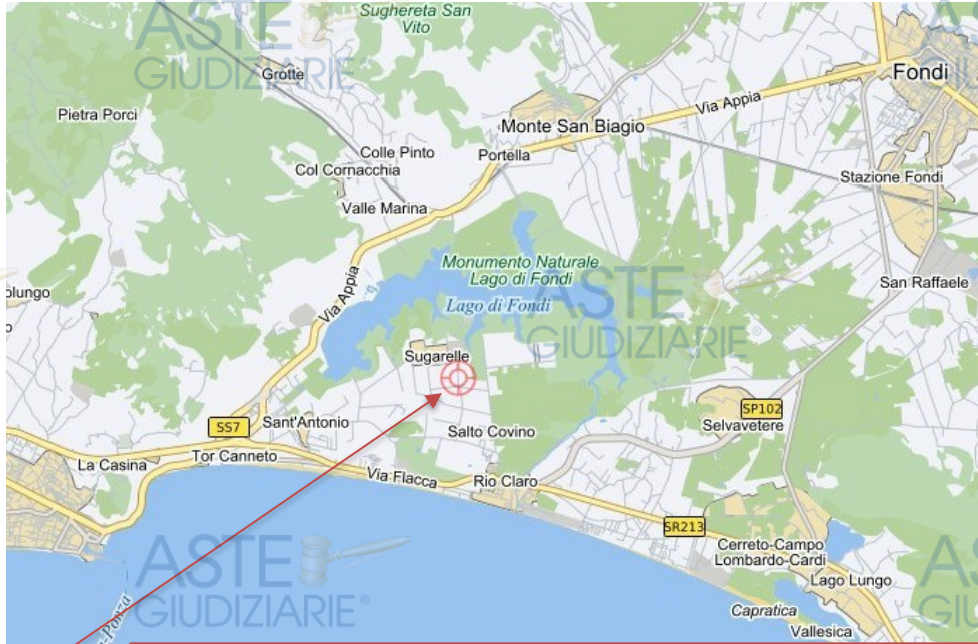 Sughereta San
Vito
ASTE
GIUDIZIARIE
Grotte
Fondi
Via Appia
Pietra Porci
Monte San Biagio
Colle Pinto
Portella
Col Cornacchia
Stazione Fondi
Valle Marina
Monumento Naturale
Lago di Fondi
San Raffaele
olungo
Via Appia
Lago di Fondi
ASTE
GIUDIZIARIE®
Sugarelle
SP102
SS7
Sant'Antonio
Selvavetere
Salto Covino
La Casina
Tor Canneto
Via Flacca
Rio Claro
SR213
ASTE
GIUDIZIARIE®
Cerreto-Campo
Lombardo-Cardi
Lago Lungo
Capratica
Vallesica
-Ponza